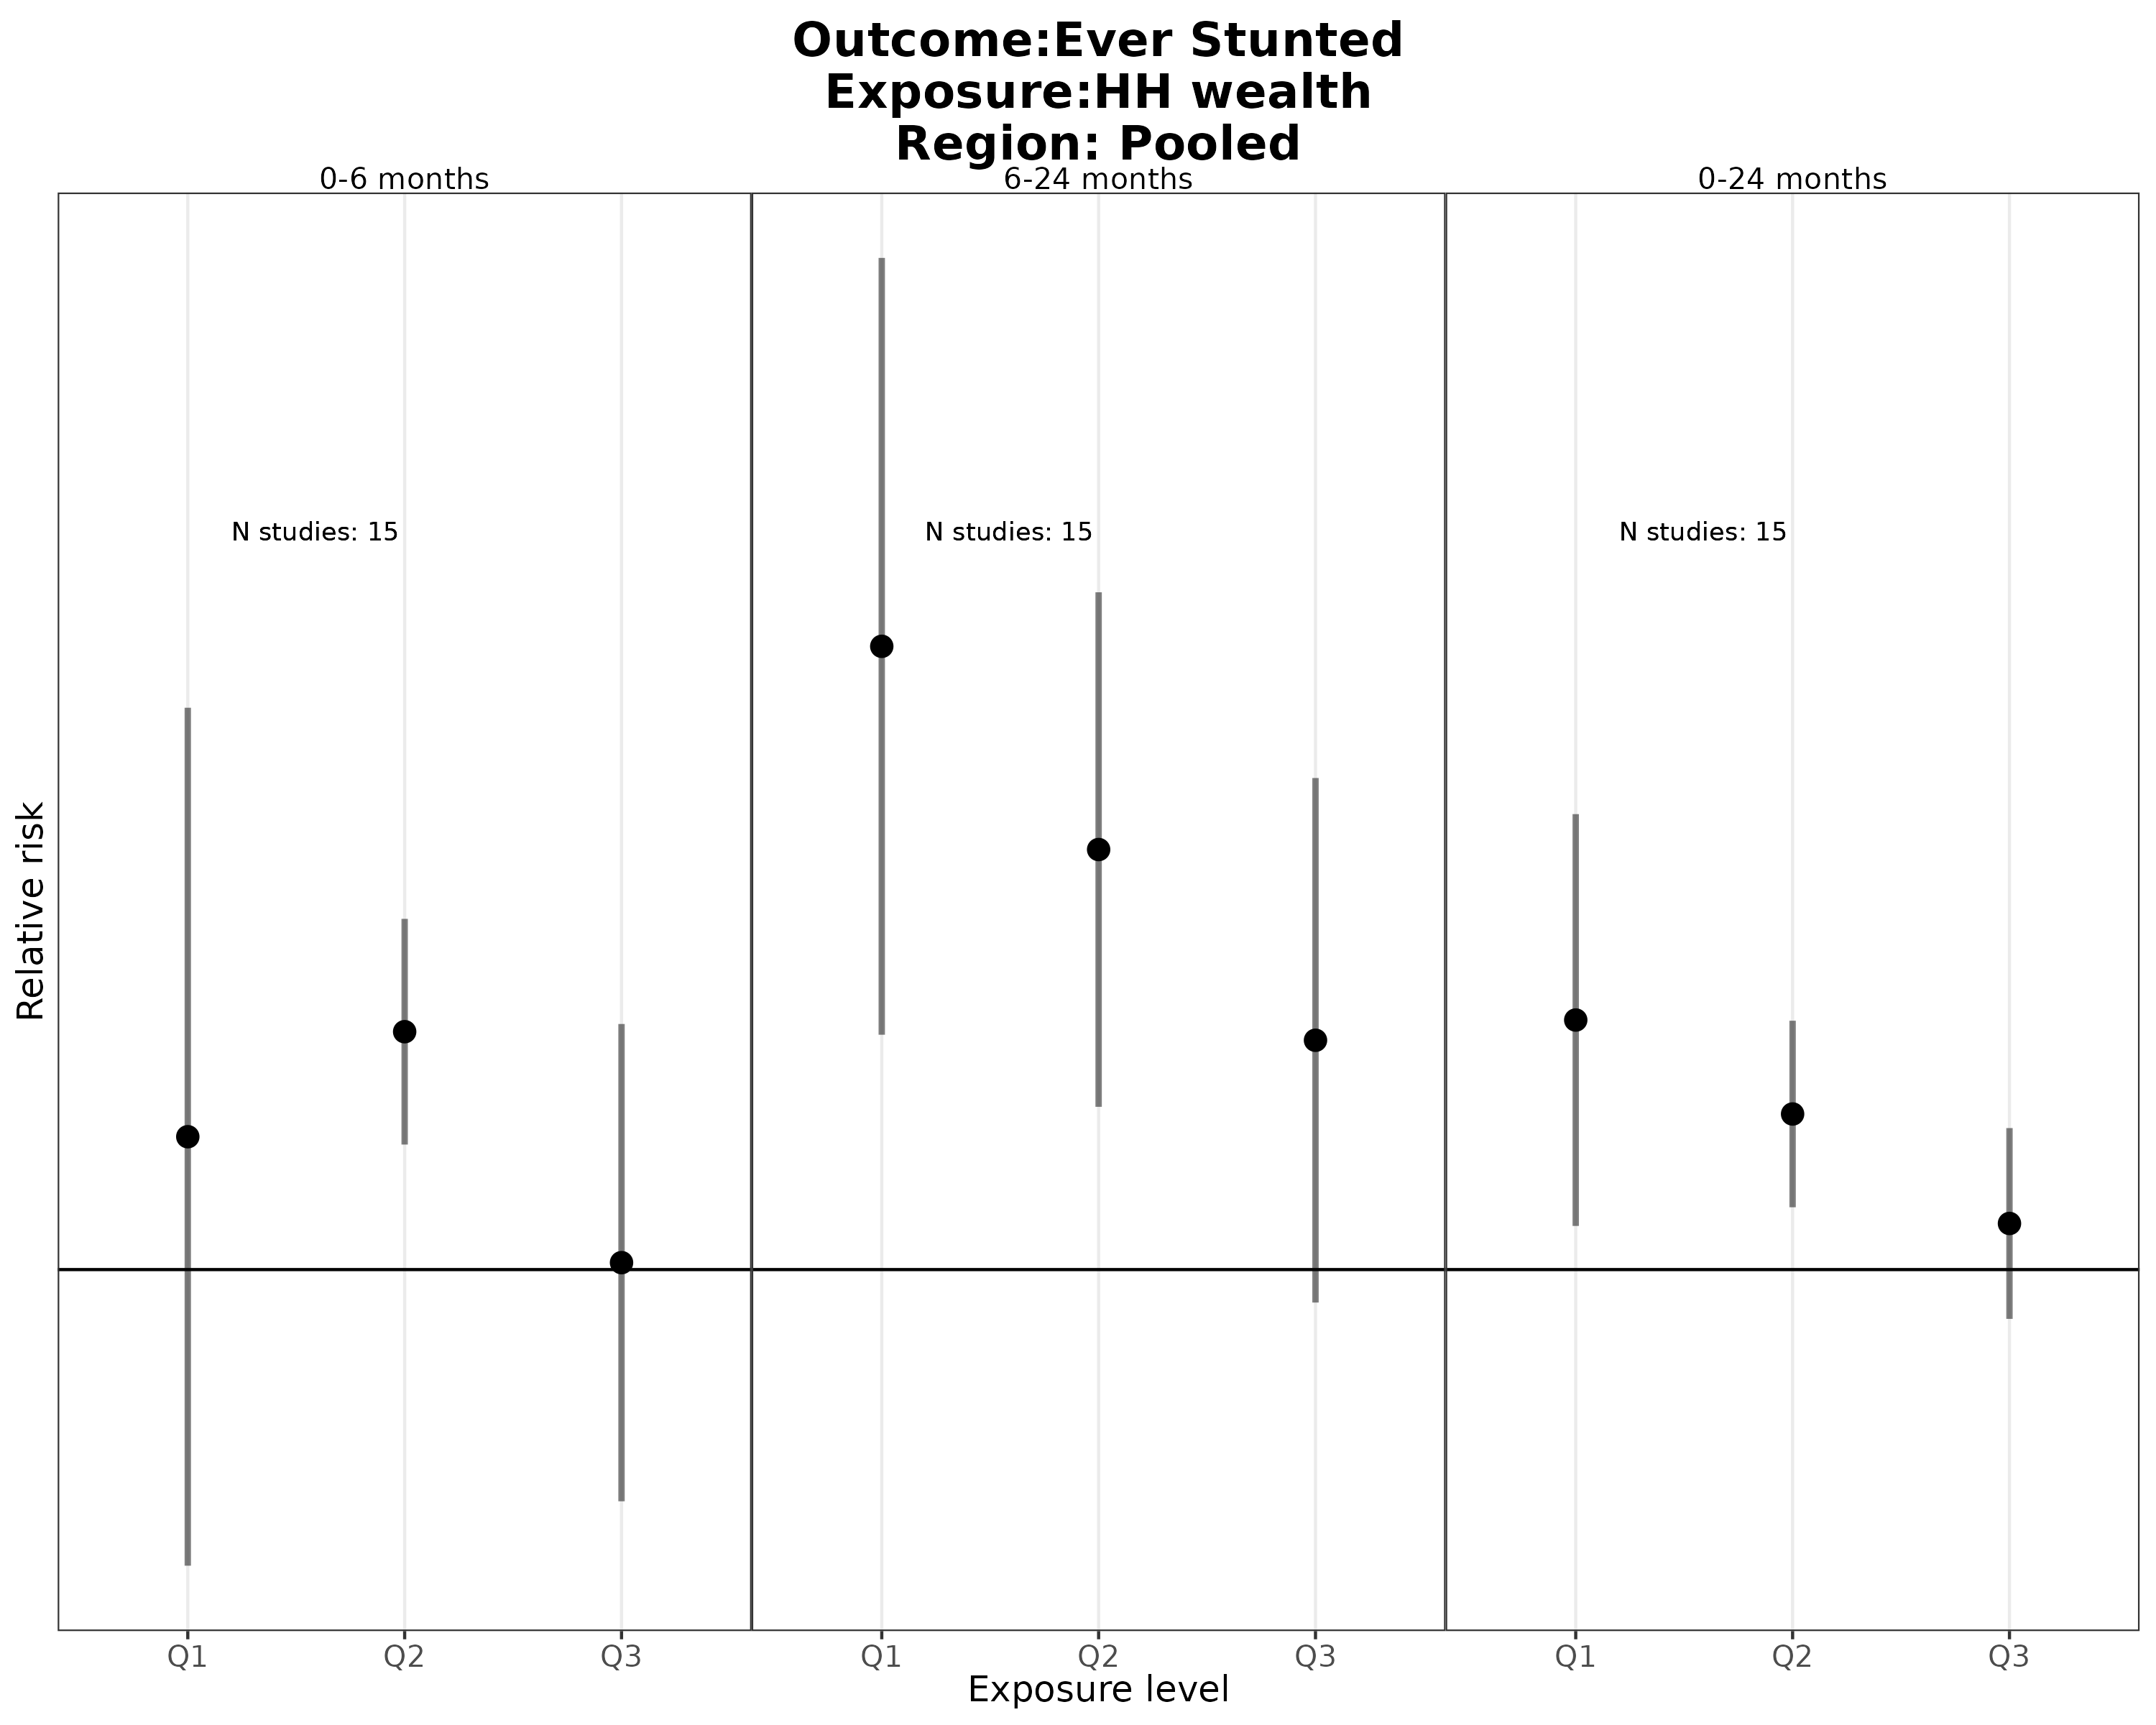 Outcome:Ever Stunted
Exposure:HH wealth
Region: Pooled
0-6 months
6-24 months
0-24 months
N studies: 15
N studies: 15
N studies: 15
Relative risk
Q1 Q2 Q3
Q1 Q2 Q3
Q1 Q2 Q3
Exposure level